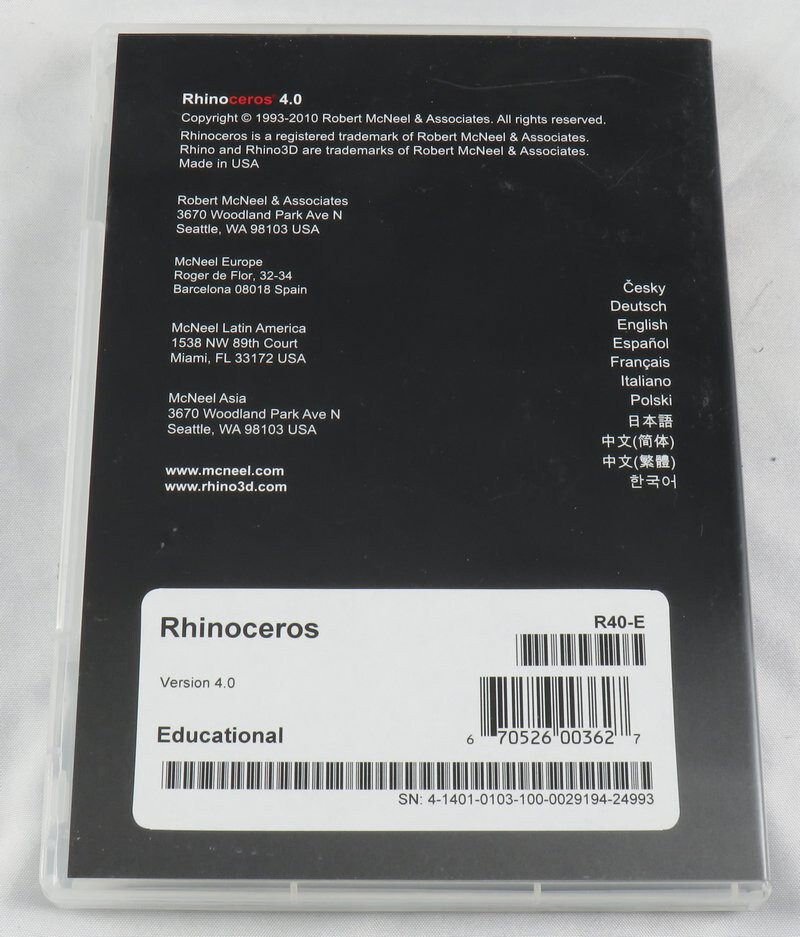 Rhinoceros® 4.0
Copyright © 1993-2010 Robert McNeel & Associates. All rights reserved.
Rhinoceros is a registered trademark of Robert McNeel & Associates.
Rhino and Rhino3D are trademarks of Robert McNeel & Associates.
Made in USA
Robert McNeel & Associates
3670 Woodland Park Ave N
Seattle, WA 98103 USA
McNeel Europe
Roger de Flor, 32-34
Barcelona 08018 Spain
McNeel Latin America
1538 NW 89th Court
Miami, FL 33172 USA
McNeel Asia
3670 Woodland Park Ave N
Seattle, WA 98103 USA
www.mcneel.com
www.rhino3d.com
Česky
Deutsch
English
Español
Français
Italiano
Polski
日本語
中文(简体)
中文(繁體)
한국어
Rhinoceros
R40-E
Version 4.0
Educational
6 70526 00362 7
SN: 4-1401-0103-100-0029194-24993